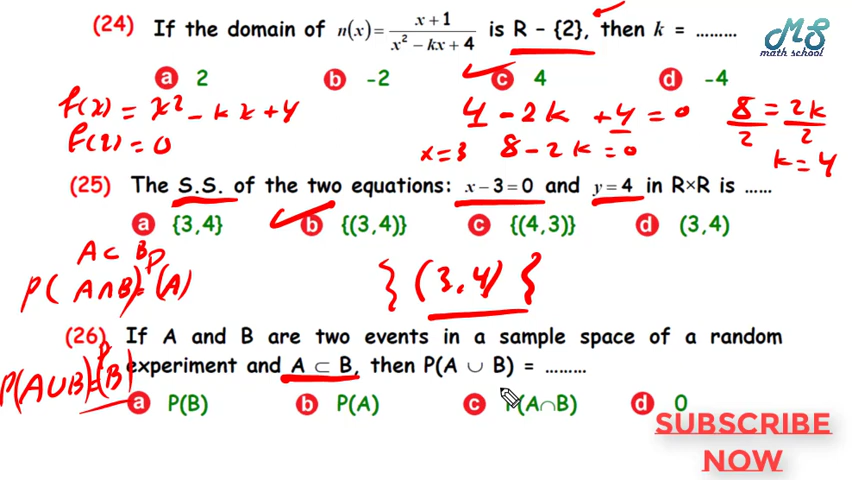 (24) If the domain of n(x) = (x + 1)/(x² − kx + 4) is R – {2}, then k = .........
MS
math school
a 2 b -2 c 4 d -4
f(x) = x² - kx + 4
4 - 2k + 4 = 0
8/2 = 2k/2
f(2) = 0
x = 3 8 - 2k = 0
k = 4
(25) The S.S. of the two equations: x – 3 = 0 and y = 4 in R×R is ......
a {3,4} b {(3,4)} c {(4,3)} d (3,4)
A ⊂ B
P(A∩B) = P(A)
{(3,4)}
(26) If A and B are two events in a sample space of a random
experiment and A ⊂ B, then P(A ∪ B) = .........
P(A∪B) = P(B)
a P(B) b P(A) c P(A∩B) d 0
SUBSCRIBE
NOW